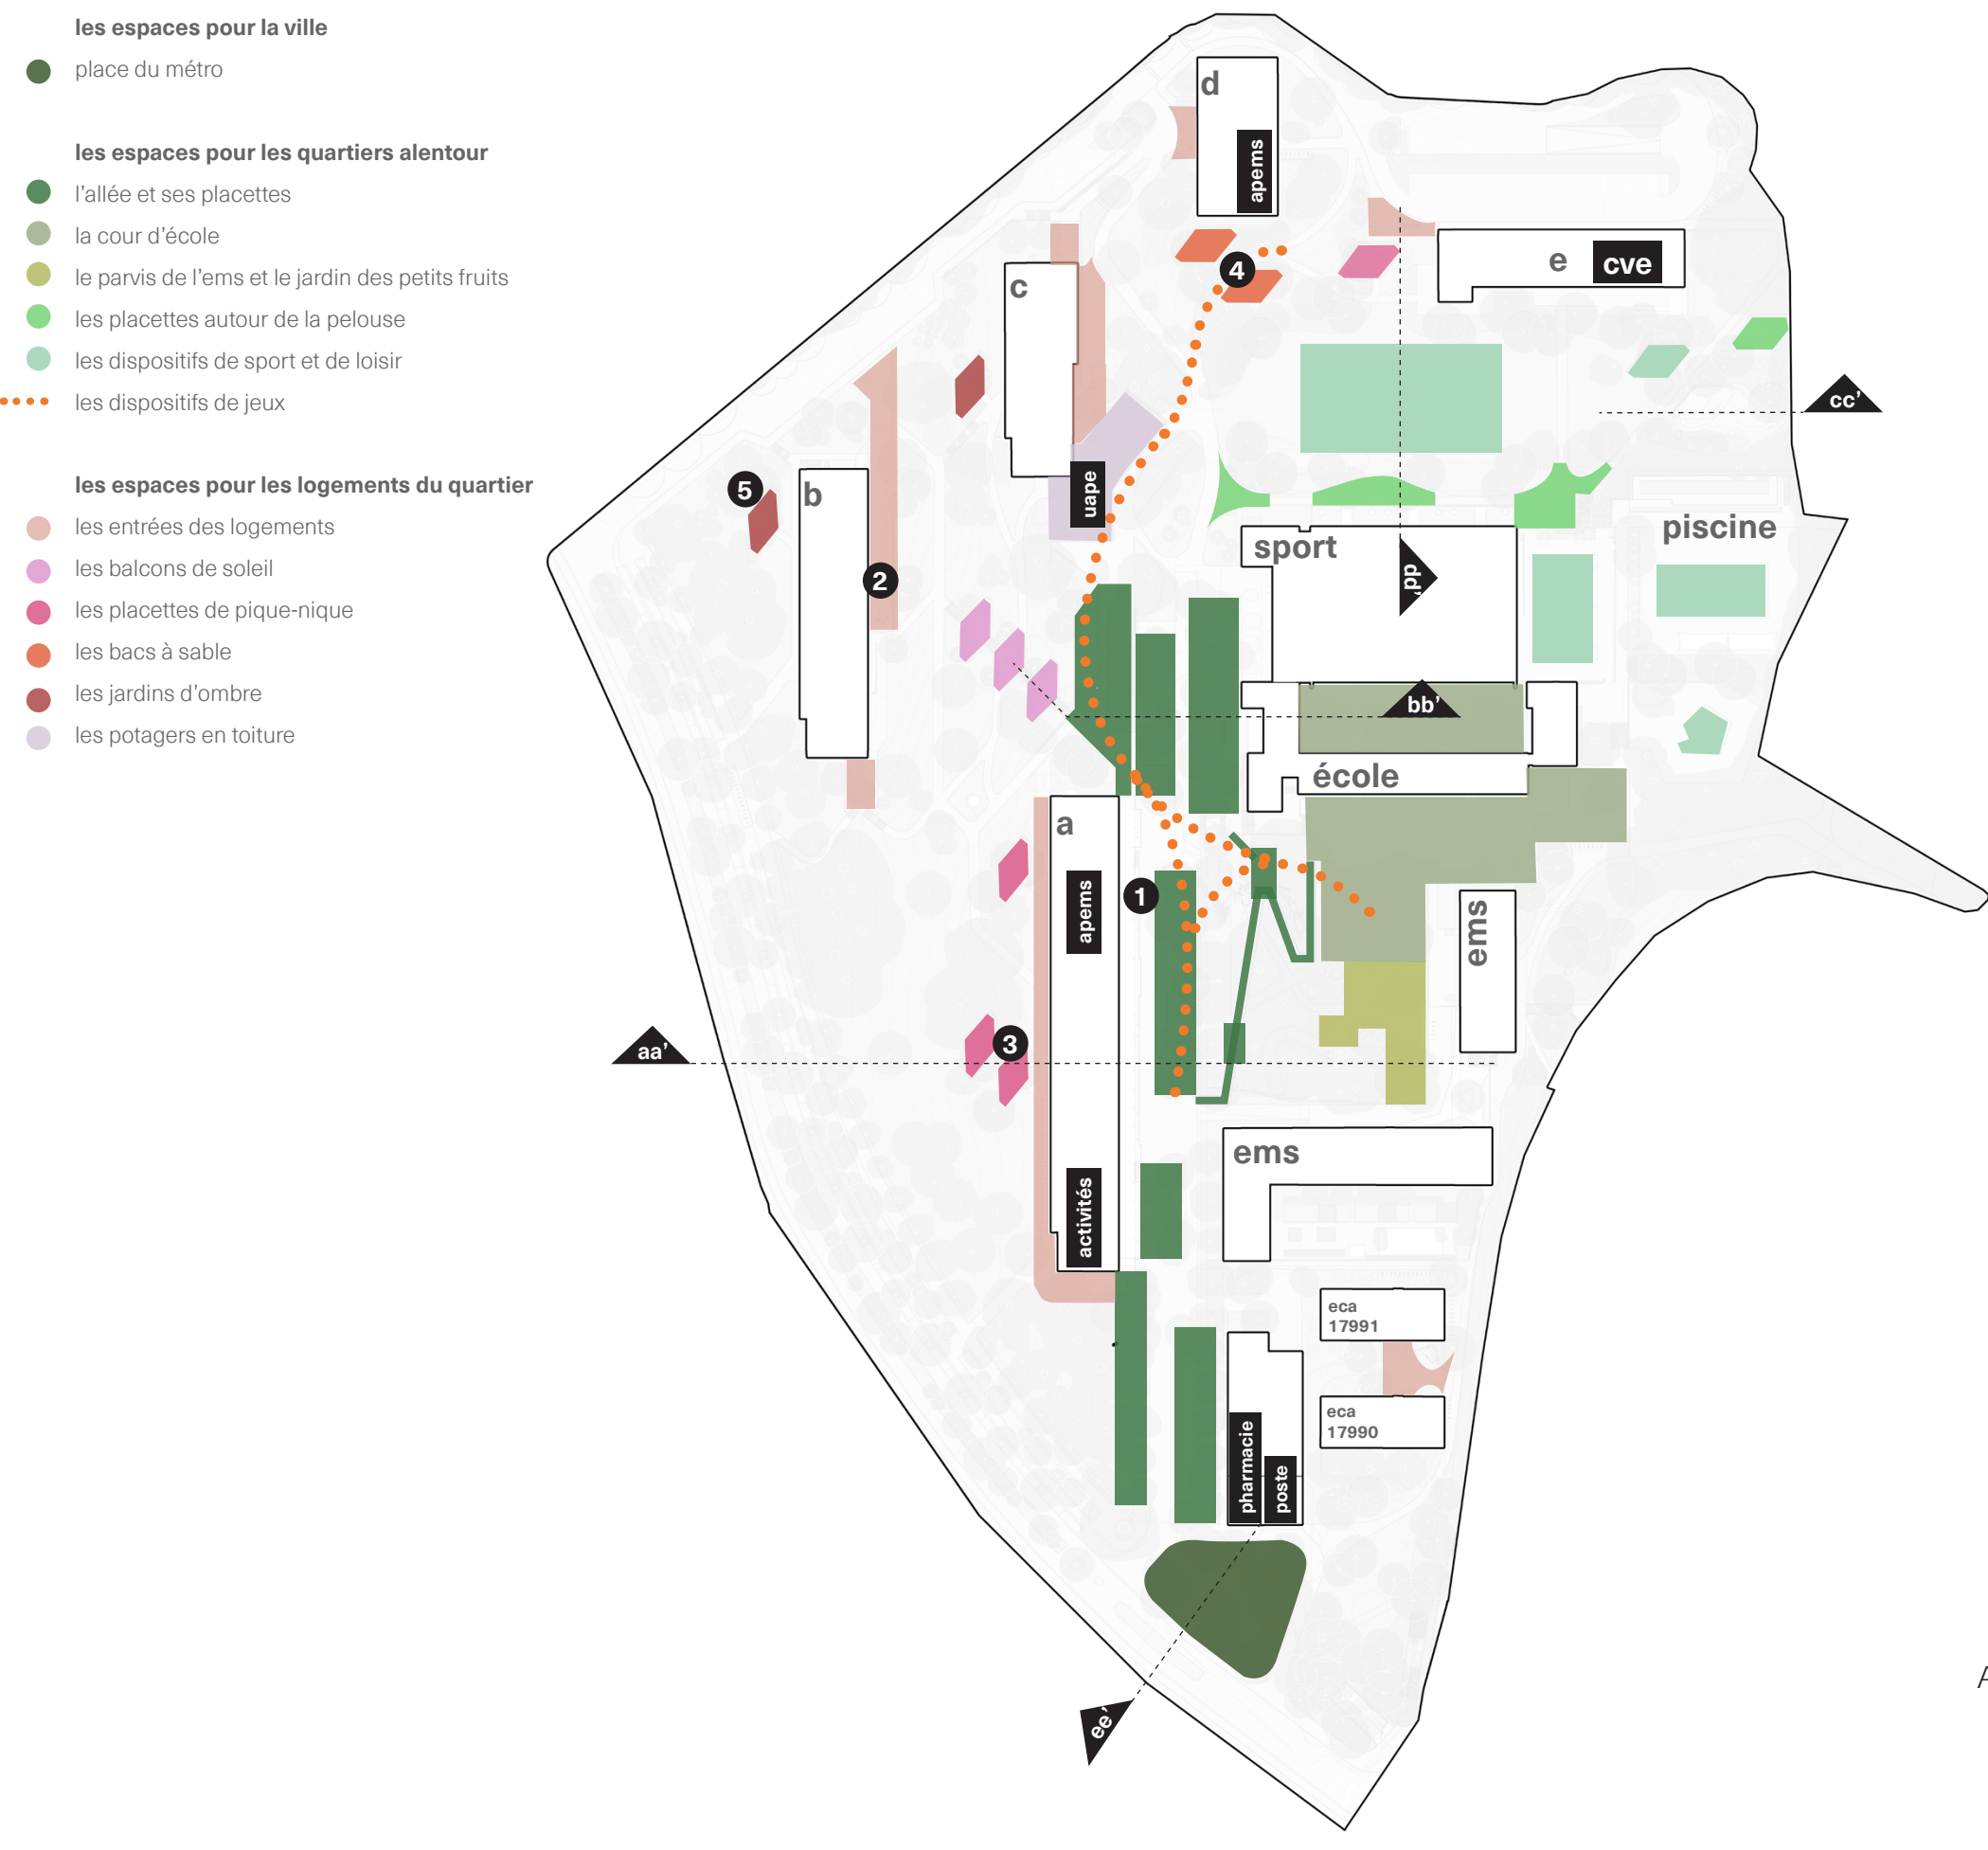 les espaces pour la ville
place du métro
les espaces pour les quartiers alentour
l’allée et ses placettes
la cour d’école
le parvis de l’ems et le jardin des petits fruits
les placettes autour de la pelouse
les dispositifs de sport et de loisir
les dispositifs de jeux
les espaces pour les logements du quartier
les entrées des logements
les balcons de soleil
les placettes de pique-nique
les bacs à sable
les jardins d’ombre
les potagers en toiture
d
apems
4
e
cve
c
cc’
5
b
uape
piscine
sport
dd’
2
bb’
école
a
apems
1
ems
3
aa’
ems
activités
eca
17991
eca
17990
pharmacie
poste
A
ee’